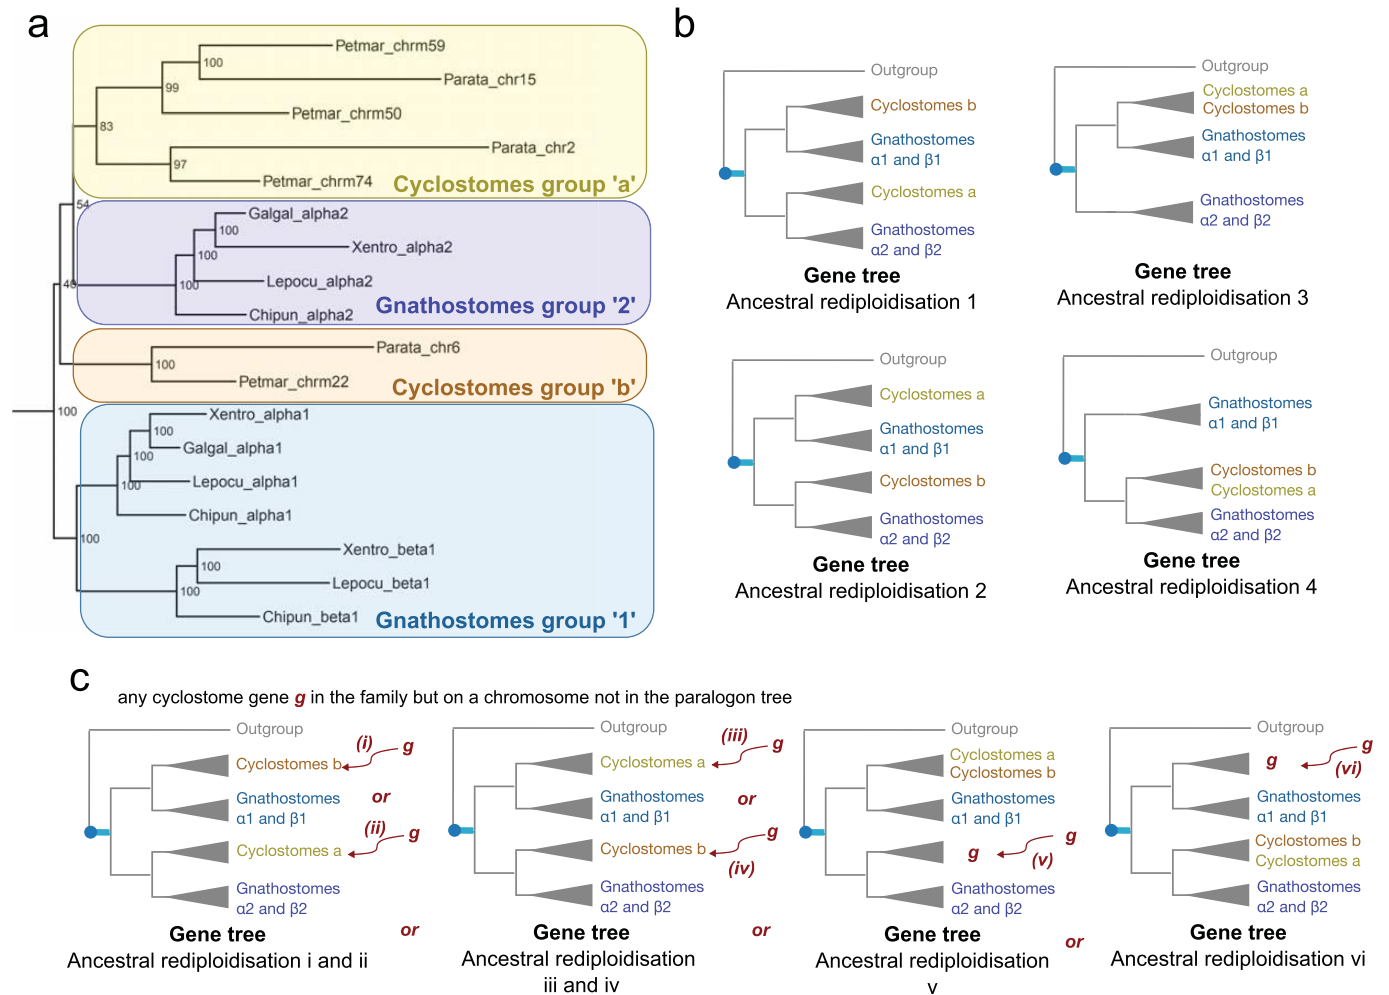 a
Petmar_chrm59
100
Parata_chr15
99
Petmar_chrm50
83
Parata_chr2
97
Petmar_chrm74
Cyclostomes group 'a'
54
Galgal_alpha2
100
Xentro_alpha2
100
Lepocu_alpha2
100
Gnathostomes group '2'
Chipun_alpha2
Parata_chr6
100
Petmar_chrm22
Cyclostomes group 'b'
100
Xentro_alpha1
100
Galgal_alpha1
100
Lepocu_alpha1
100
Chipun_alpha1
100
Xentro_beta1
100
Lepocu_beta1
100
Chipun_beta1
Gnathostomes group '1'
b
Outgroup
Cyclostomes b
Gnathostomes
α1 and β1
Cyclostomes a
Gnathostomes
α2 and β2
Gene tree
Ancestral rediploidisation 1
Outgroup
Cyclostomes a
Cyclostomes b
Gnathostomes
α1 and β1
Gnathostomes
α2 and β2
Gene tree
Ancestral rediploidisation 3
Outgroup
Cyclostomes a
Gnathostomes
α1 and β1
Cyclostomes b
Gnathostomes
α2 and β2
Gene tree
Ancestral rediploidisation 2
Outgroup
Gnathostomes
α1 and β1
Cyclostomes b
Cyclostomes a
Gnathostomes
α2 and β2
Gene tree
Ancestral rediploidisation 4
c
any cyclostome gene g in the family but on a chromosome not in the paralogon tree
Outgroup
(i) g
Cyclostomes b
Gnathostomes
α1 and β1
or
(ii) g
Cyclostomes a
Gnathostomes
α2 and β2
Gene tree
Ancestral rediploidisation i and ii
or
Outgroup
(iii) g
Cyclostomes a
Gnathostomes
α1 and β1
or
g
Cyclostomes b
(iv)
Gnathostomes
α2 and β2
Gene tree
Ancestral rediploidisation
iii and iv
or
Outgroup
Cyclostomes a
Cyclostomes b
Gnathostomes
α1 and β1
g
g
(v)
Gnathostomes
α2 and β2
Gene tree
Ancestral rediploidisation
v
or
Outgroup
g
g
(vi)
Gnathostomes
α1 and β1
Cyclostomes b
Cyclostomes a
Gnathostomes
α2 and β2
Gene tree
Ancestral rediploidisation vi